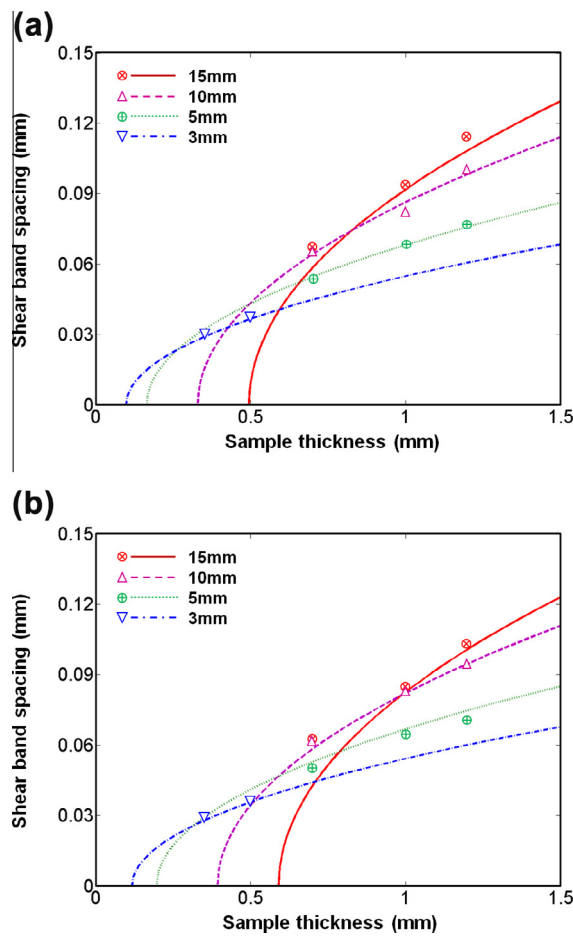 (a)
0.15
0.12
0.09
0.06
0.03
0
Shear band spacing (mm)
15mm
10mm
5mm
3mm
0 0.5 1 1.5
Sample thickness (mm)
(b)
0.15
0.12
0.09
0.06
0.03
0
Shear band spacing (mm)
15mm
10mm
5mm
3mm
0 0.5 1 1.5
Sample thickness (mm)